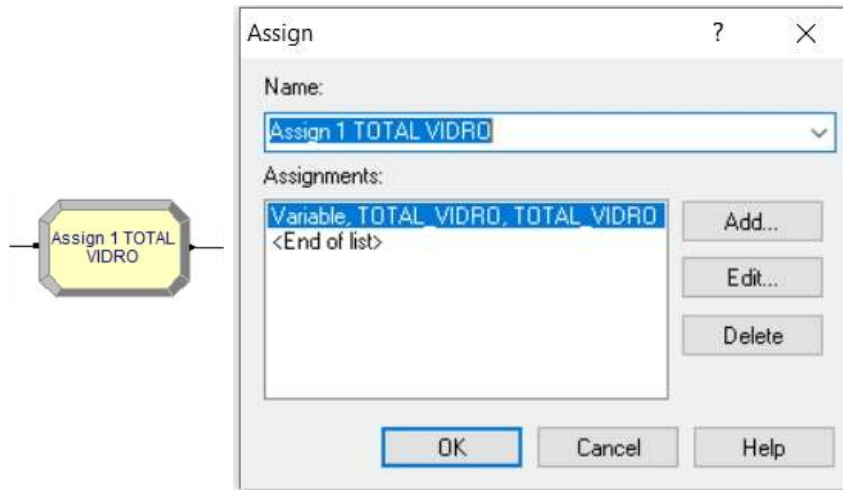 Assign 1 TOTAL
VIDRO
Assign
?
Name:
Assign 1 TOTAL VIDRO
Assignments:
Variable, TOTAL_VIDRO, TOTAL_VIDRO
<End of list>
Add...
Edit...
Delete
OK
Cancel
Help